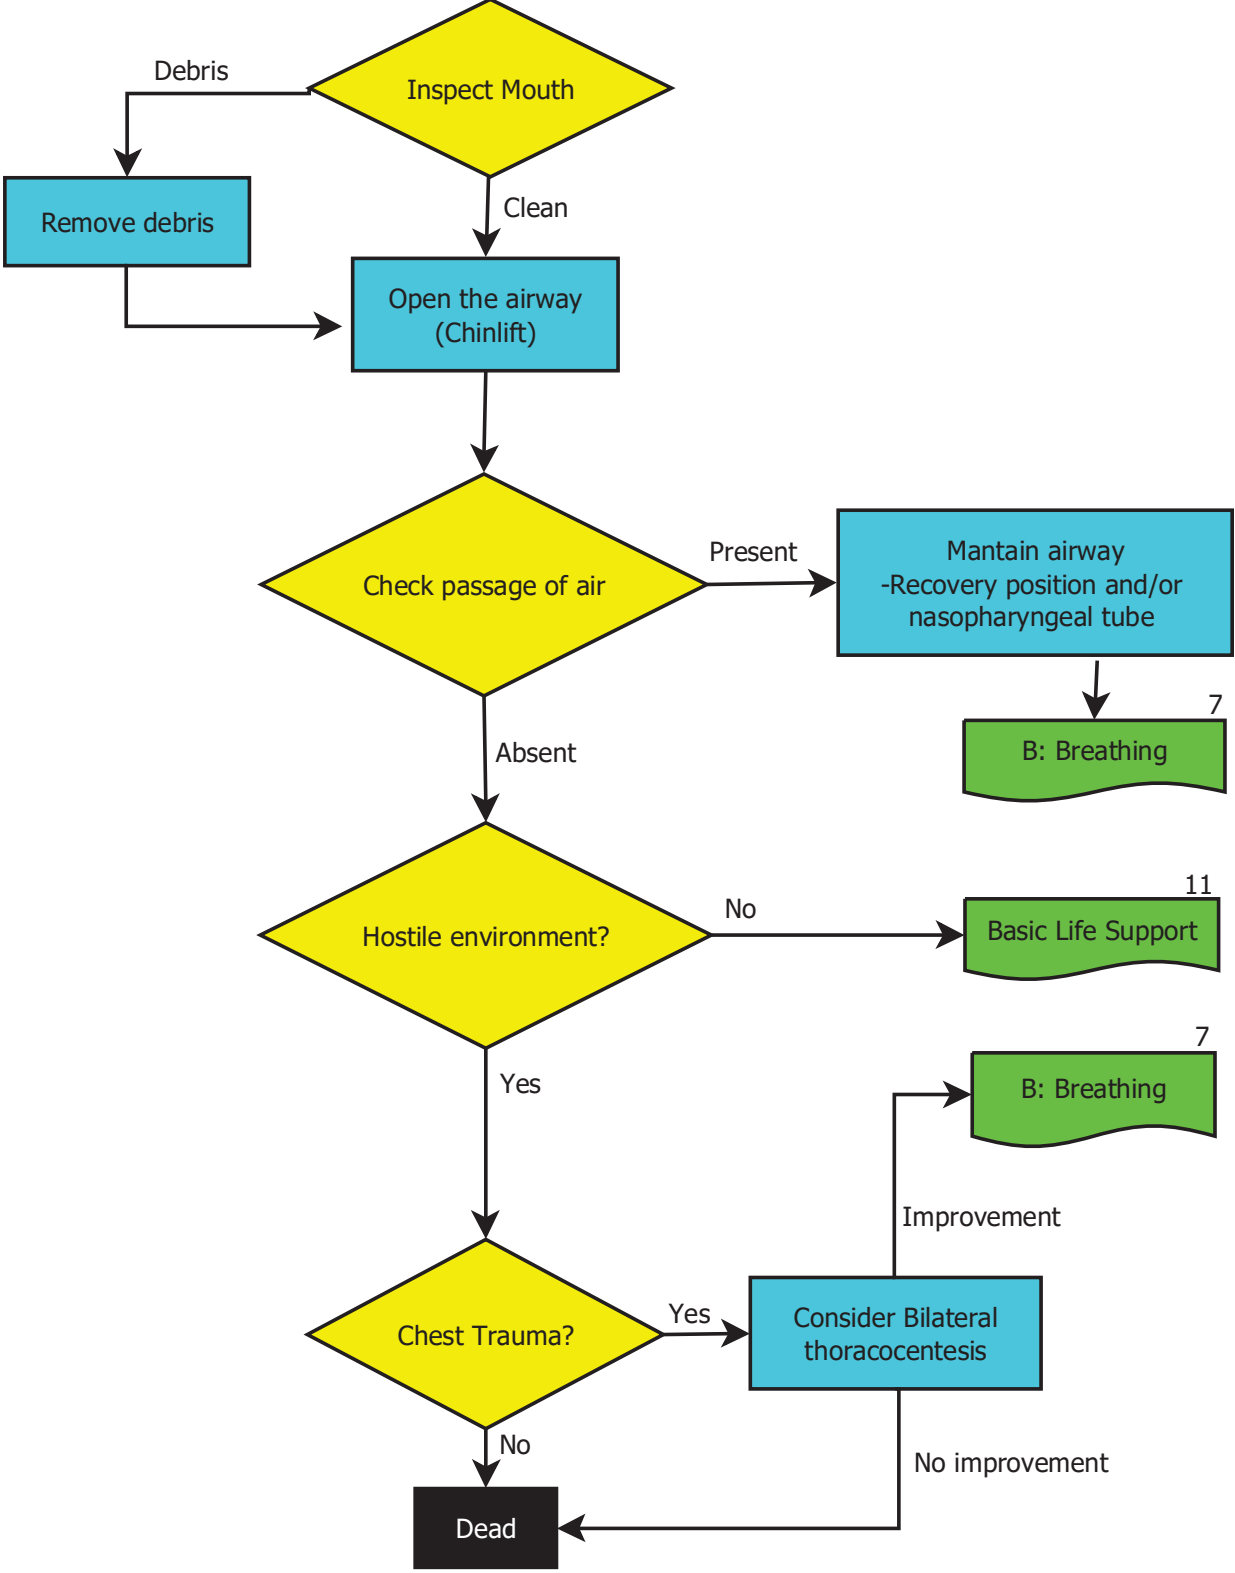 Debris
Inspect Mouth
Remove debris
Clean
Open the airway
(Chinlift)
Check passage of air
Present
Mantain airway
-Recovery position and/or
nasopharyngeal tube
7
B: Breathing
Absent
Hostile environment?
No
11
Basic Life Support
Yes
7
B: Breathing
Improvement
Chest Trauma?
Yes
Consider Bilateral
thoracocentesis
No
No improvement
Dead